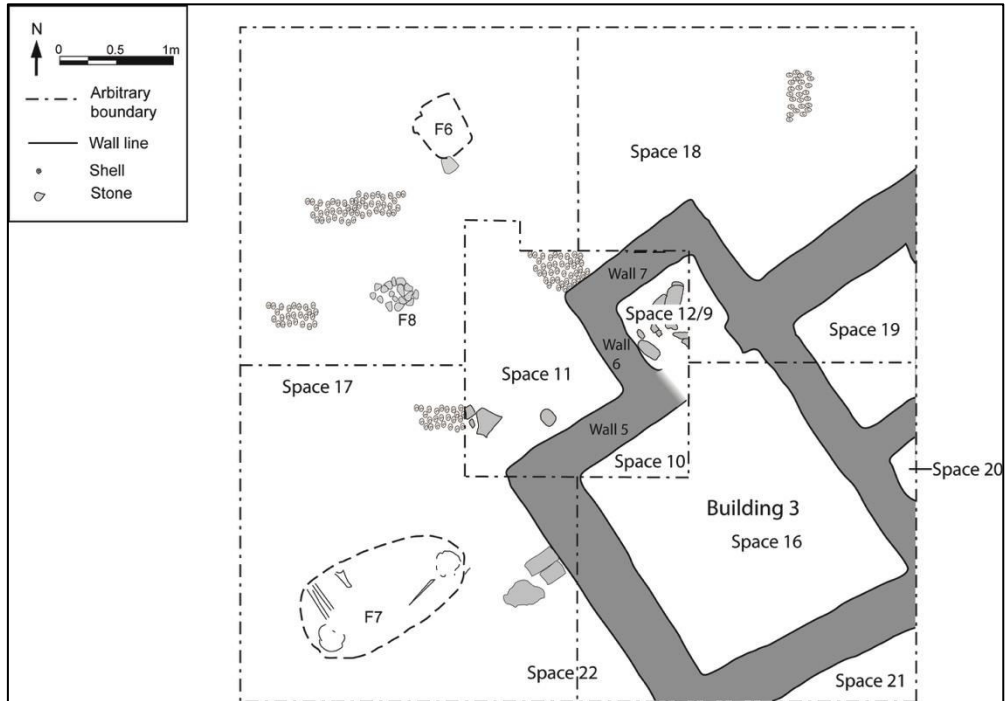 N
0 0.5 1m
Arbitrary
boundary
Wall line
Shell
Stone
F6
Space 18
Wall 7
Space 12/9
Space 19
F8
Wall
6
Space 17
Space 11
Wall 5
Space 10
Space 20
Building 3
Space 16
F7
Space 22
Space 21